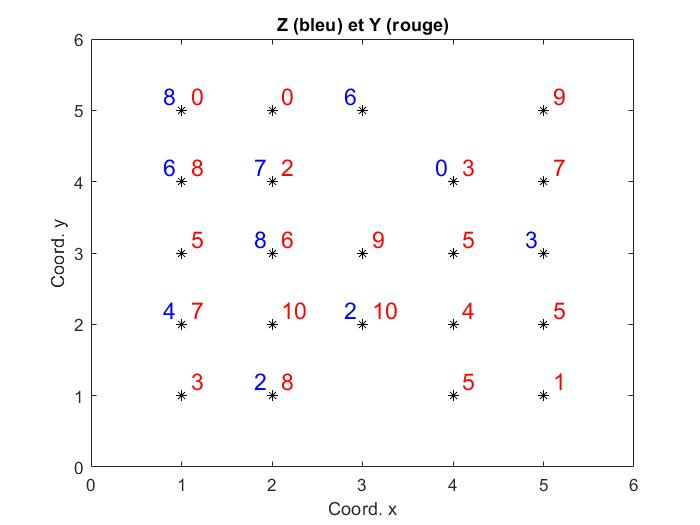 Z (bleu) et Y (rouge)
6
8 0 0 6 9
5
6 8 7 2 0 3 7
4
5 8 6 9 5 3
3
4 7 10 2 10 4 5
2
3 2 8 5 1
1
0
0 1 2 3 4 5 6
Coord. x
Coord. y